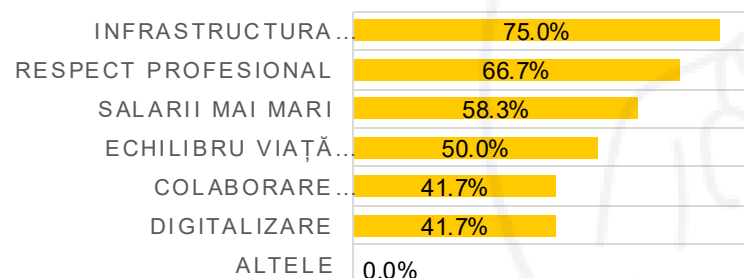 INFRASTRUCTURA... 75.0%
RESPECT PROFESIONAL 66.7%
SALARII MAI MARI 58.3%
ECHILIBRU VIAȚĂ... 50.0%
COLABORARE... 41.7%
DIGITALIZARE 41.7%
ALTELE 0.0%